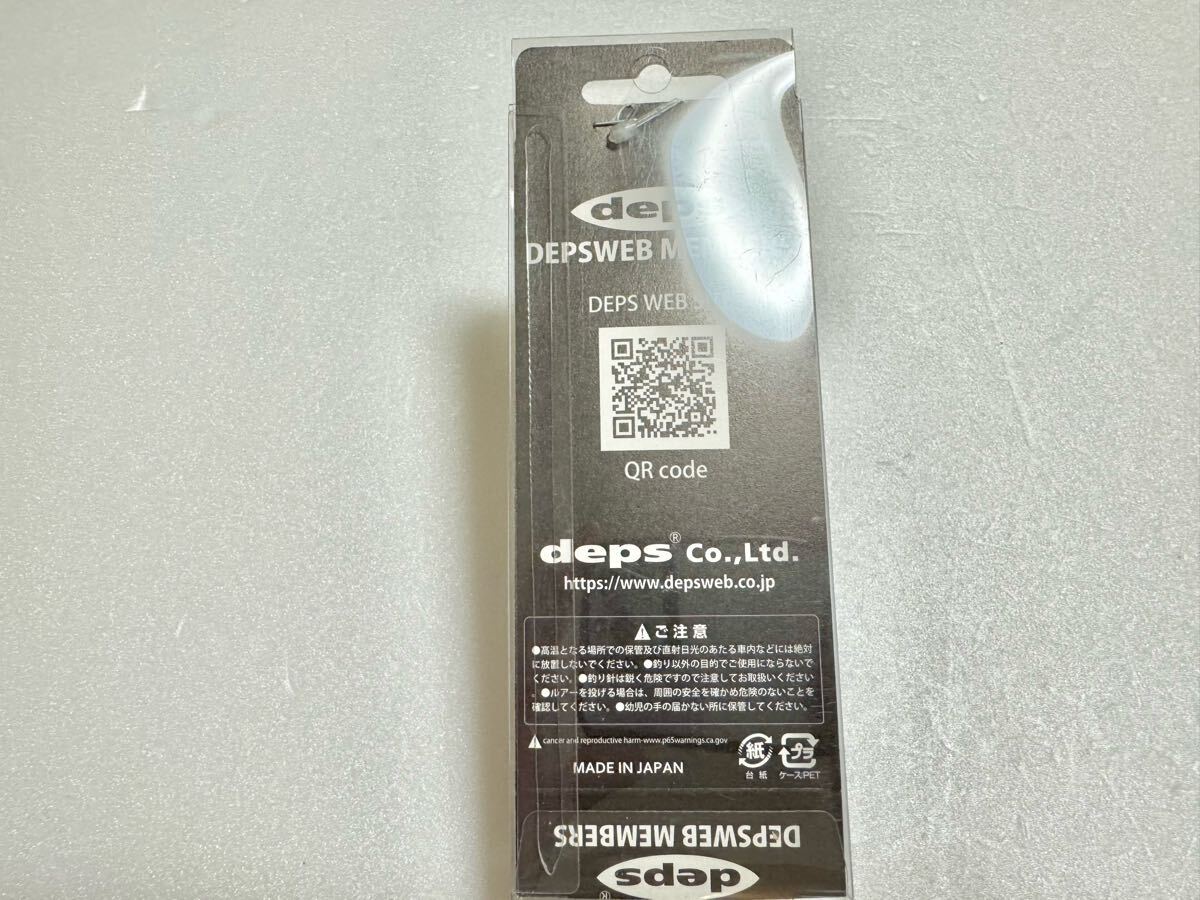 deps
DEPSWEB
DEPS WEB
QR code
deps® Co.,Ltd.
https://www.depsweb.co.jp
⚠ご注意
●高温となる場所での保管及び直射日光のあたる車内などには絶対
に放置しないでください。●釣り以外の目的でご使用にならないで
ください。●釣り針は鋭く危険ですので注意してお取扱いください
。●ルアーを投げる場合は、周囲の安全を確かめ危険のないことを
確認してください。●幼児の手の届かない所に保管してください。
⚠ cancer and reproductive harm-www.p65warnings.ca.gov
紙 プラ
台紙 ケースPET
MADE IN JAPAN
DEPSWEB MEMBERS
deps®